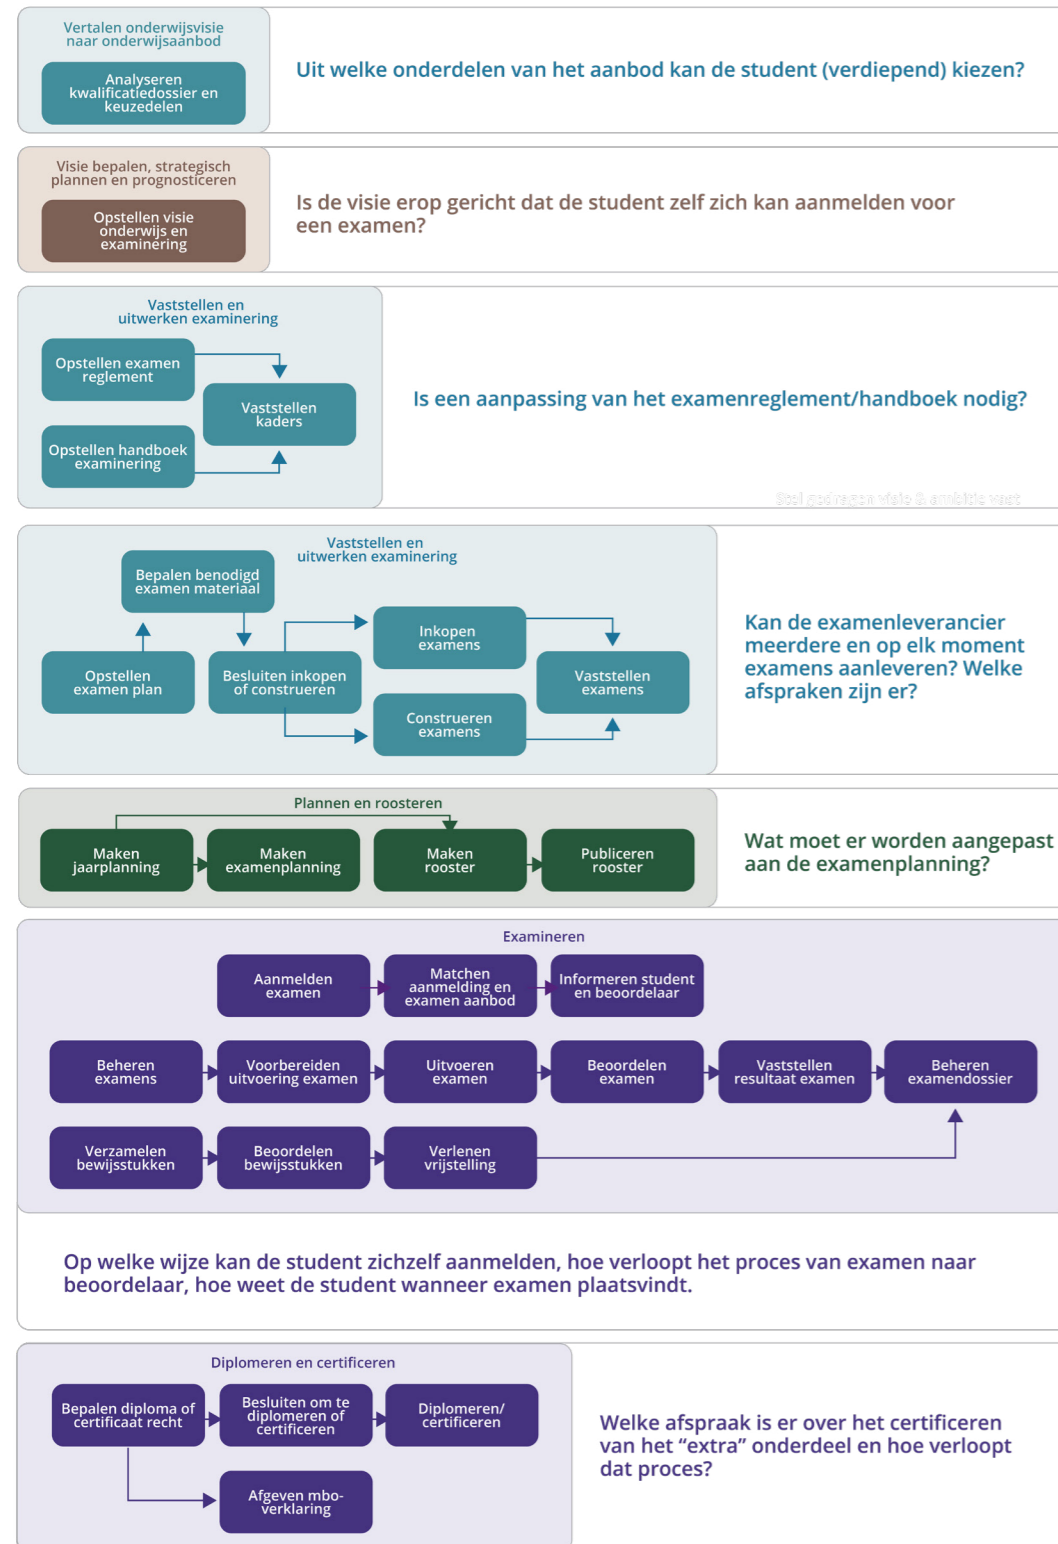 Vertalen onderwijsvisie
naar onderwijsaanbod
Analyseren
kwalificatiedossier en
keuzedelen
Uit welke onderdelen van het aanbod kan de student (verdiepend) kiezen?
Visie bepalen, strategisch
plannen en prognosticeren
Opstellen visie
onderwijs en
examinering
Is de visie erop gericht dat de student zelf zich kan aanmelden voor
een examen?
Vaststellen en
uitwerken examinering
Opstellen examen
reglement
Vaststellen
kaders
Opstellen handboek
examinering
Is een aanpassing van het examenreglement/handboek nodig?
Stel gedragen visie & ambitie vast
Vaststellen en
uitwerken examinering
Bepalen benodigd
examen materiaal
Opstellen
examen plan
Besluiten inkopen
of construeren
Inkopen
examens
Construeren
examens
Vaststellen
examens
Kan de examenleverancier
meerdere en op elk moment
examens aanleveren? Welke
afspraken zijn er?
Plannen en roosteren
Maken
jaarplanning
Maken
examenplanning
Maken
rooster
Publiceren
rooster
Wat moet er worden aangepast
aan de examenplanning?
Examineren
Aanmelden
examen
Matchen
aanmelding en
examen aanbod
Informeren student
en beoordelaar
Beheren
examens
Voorbereiden
uitvoering examen
Uitvoeren
examen
Beoordelen
examen
Vaststellen
resultaat examen
Beheren
examendossier
Verzamelen
bewijsstukken
Beoordelen
bewijsstukken
Verlenen
vrijstelling
Op welke wijze kan de student zichzelf aanmelden, hoe verloopt het proces van examen naar
beoordelaar, hoe weet de student wanneer examen plaatsvindt.
Diplomeren en certificeren
Bepalen diploma of
certificaat recht
Besluiten om te
diplomeren of
certificeren
Diplomeren/
certificeren
Afgeven mbo-
verklaring
Welke afspraak is er over het certificeren
van het “extra” onderdeel en hoe verloopt
dat proces?